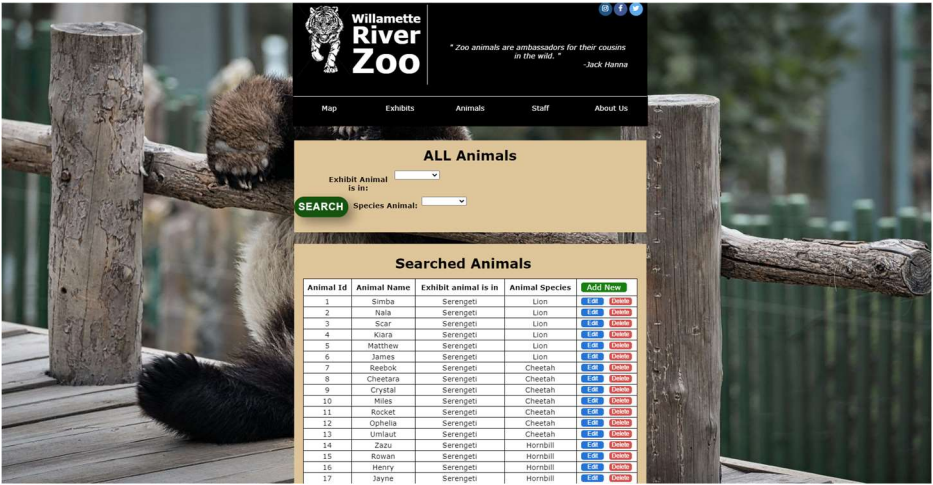 Willamette
River
Zoo
" Zoo animals are ambassadors for their cousins
in the wild. "
-Jack Hanna
Map Exhibits Animals Staff About Us
ALL Animals
Exhibit Animal
is in:
SEARCH Species Animal:
Searched Animals
Animal Id Animal Name Exhibit animal is in Animal Species Add New
1 Simba Serengeti Lion Edit Delete
2 Nala Serengeti Lion Edit Delete
3 Scar Serengeti Lion Edit Delete
4 Kiara Serengeti Lion Edit Delete
5 Matthew Serengeti Lion Edit Delete
6 James Serengeti Lion Edit Delete
7 Reebok Serengeti Cheetah Edit Delete
8 Cheetara Serengeti Cheetah Edit Delete
9 Crystal Serengeti Cheetah Edit Delete
10 Miles Serengeti Cheetah Edit Delete
11 Rocket Serengeti Cheetah Edit Delete
12 Ophelia Serengeti Cheetah Edit Delete
13 Umlaut Serengeti Cheetah Edit Delete
14 Zazu Serengeti Hornbill Edit Delete
15 Rowan Serengeti Hornbill Edit Delete
16 Henry Serengeti Hornbill Edit Delete
17 Jayne Serengeti Hornbill Edit Delete